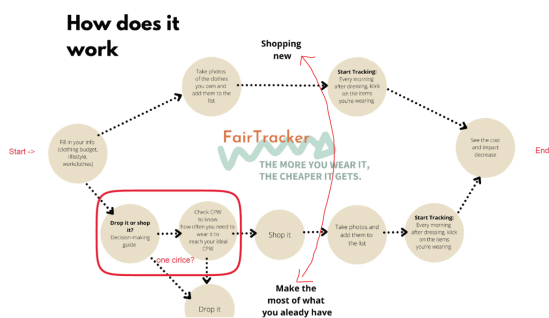 How does it
work
Shopping
new
Take photos
of the clothes
you own and
add them to the
list
Start Tracking:
Every morning
after dressing, klick
on the items
you're wearing
Start ->
Fill in your info
(clothing budget,
lifestyle,
workclothes)
FairTracker
THE MORE YOU WEAR IT,
THE CHEAPER IT GETS.
See the cost
and impact
decrease
End
Drop it or shop
it?
Decision-making
guide
Check CPW
to know
how often you need to
wear it to
reach your ideal
CPW
one cirlce?
Shop it
Take photos and
add them to
the list
Start Tracking:
Every morning
after dressing, klick
on the items
you're wearing
Drop it
Make the
most of what
you aleady have